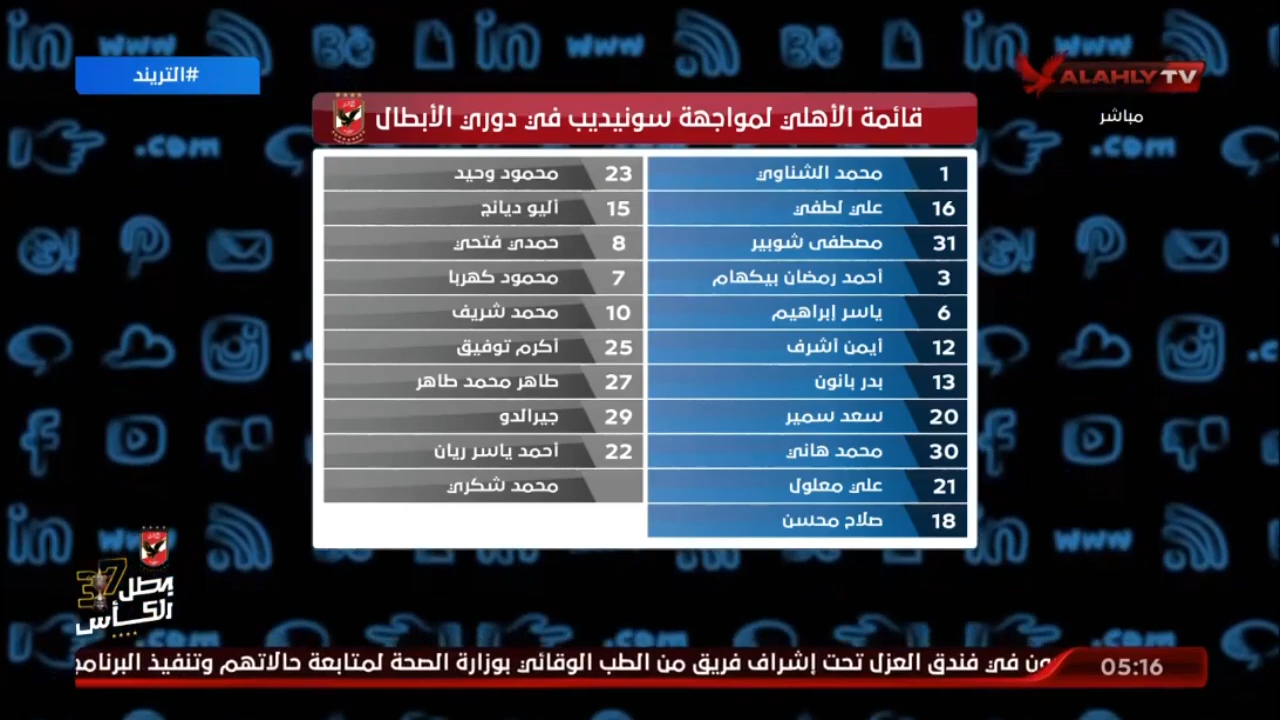 #التريند
ALAHLY TV
مباشر
قائمة الأهلي لمواجهة سونيديب في دوري الأبطال
1 محمد الشناوي
16 علي لطفي
31 مصطفى شوبير
3 أحمد رمضان بيكهام
6 ياسر إبراهيم
12 أيمن أشرف
13 بدر بانون
20 سعد سمير
30 محمد هاني
21 علي معلول
18 صلاح محسن
23 محمود وحيد
15 أليو ديانج
8 حمدي فتحي
7 محمود كهربا
10 محمد شريف
25 أكرم توفيق
27 طاهر محمد طاهر
29 جيرالدو
22 أحمد ياسر ريان
محمد شكري
37 بطل
الكأس
في فندق العزل تحت إشراف فريق من الطب الوقائي بوزارة الصحة لمتابعة حالاتهم وتنفيذ
05:16